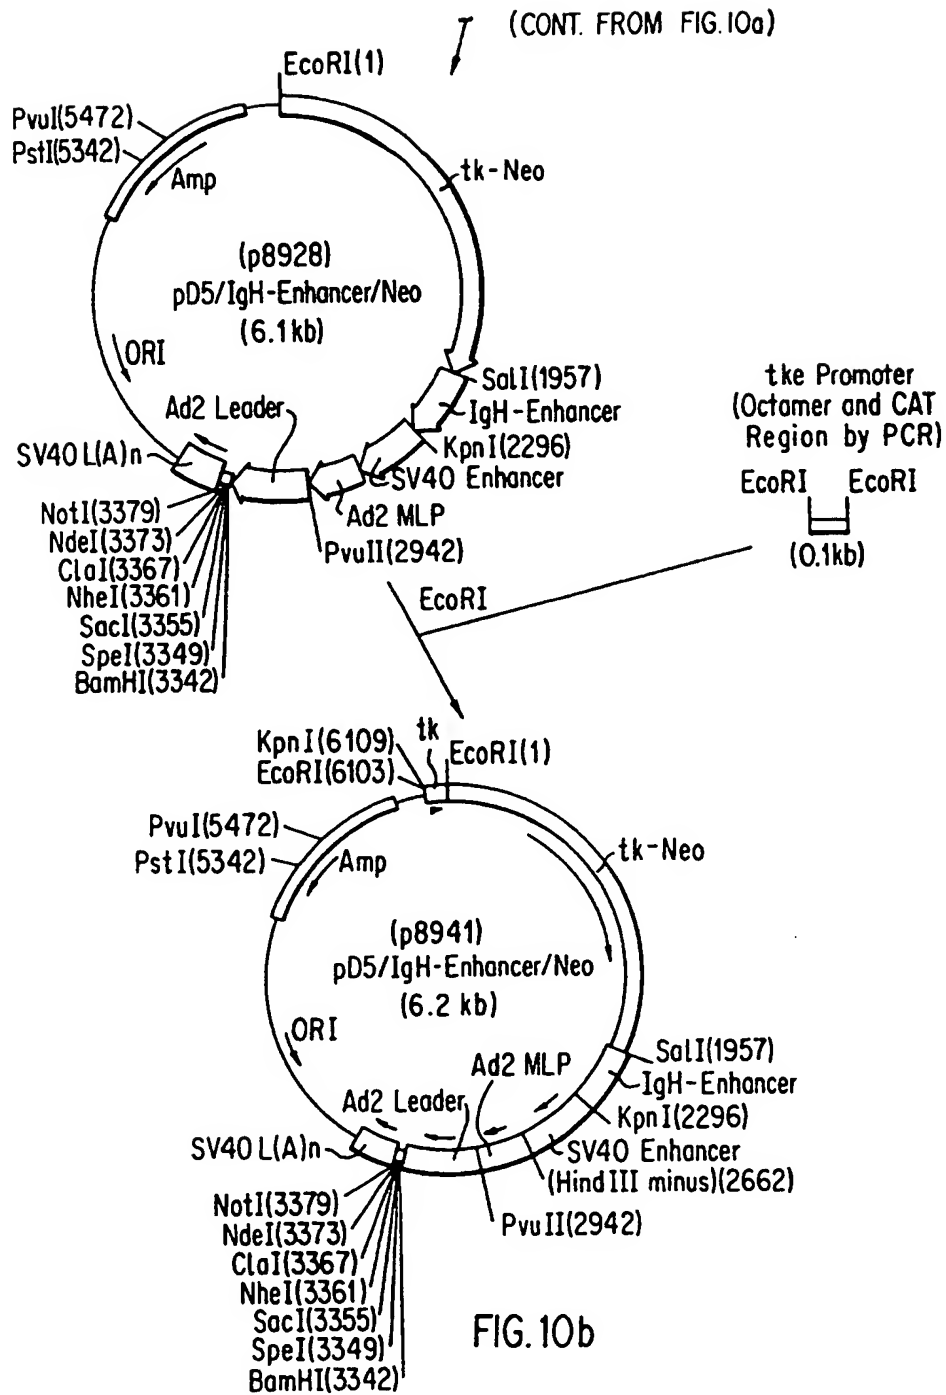 (CONT. FROM FIG.10a)
EcoRI(1)
PvuI(5472)
PstI(5342)
Amp
tk-Neo
(p8928)
pD5/IgH-Enhancer/Neo
(6.1kb)
ORI
SalI(1957)
IgH-Enhancer
KpnI(2296)
SV40 Enhancer
Ad2 Leader
Ad2 MLP
PvuII(2942)
SV40 L(A)n
NotI(3379)
NdeI(3373)
ClaI(3367)
NheI(3361)
SacI(3355)
SpeI(3349)
BamHI(3342)
tke Promoter
(Octamer and CAT
Region by PCR)
EcoRI EcoRI
(0.1kb)
EcoRI
tk
KpnI(6109)
EcoRI(6103)
EcoRI(1)
PvuI(5472)
PstI(5342)
Amp
tk-Neo
(p8941)
pD5/IgH-Enhancer/Neo
(6.2 kb)
ORI
SalI(1957)
IgH-Enhancer
KpnI(2296)
SV40 Enhancer
(HindIII minus)(2662)
Ad2 MLP
Ad2 Leader
PvuII(2942)
SV40 L(A)n
NotI(3379)
NdeI(3373)
ClaI(3367)
NheI(3361)
SacI(3355)
SpeI(3349)
BamHI(3342)
FIG. 10b